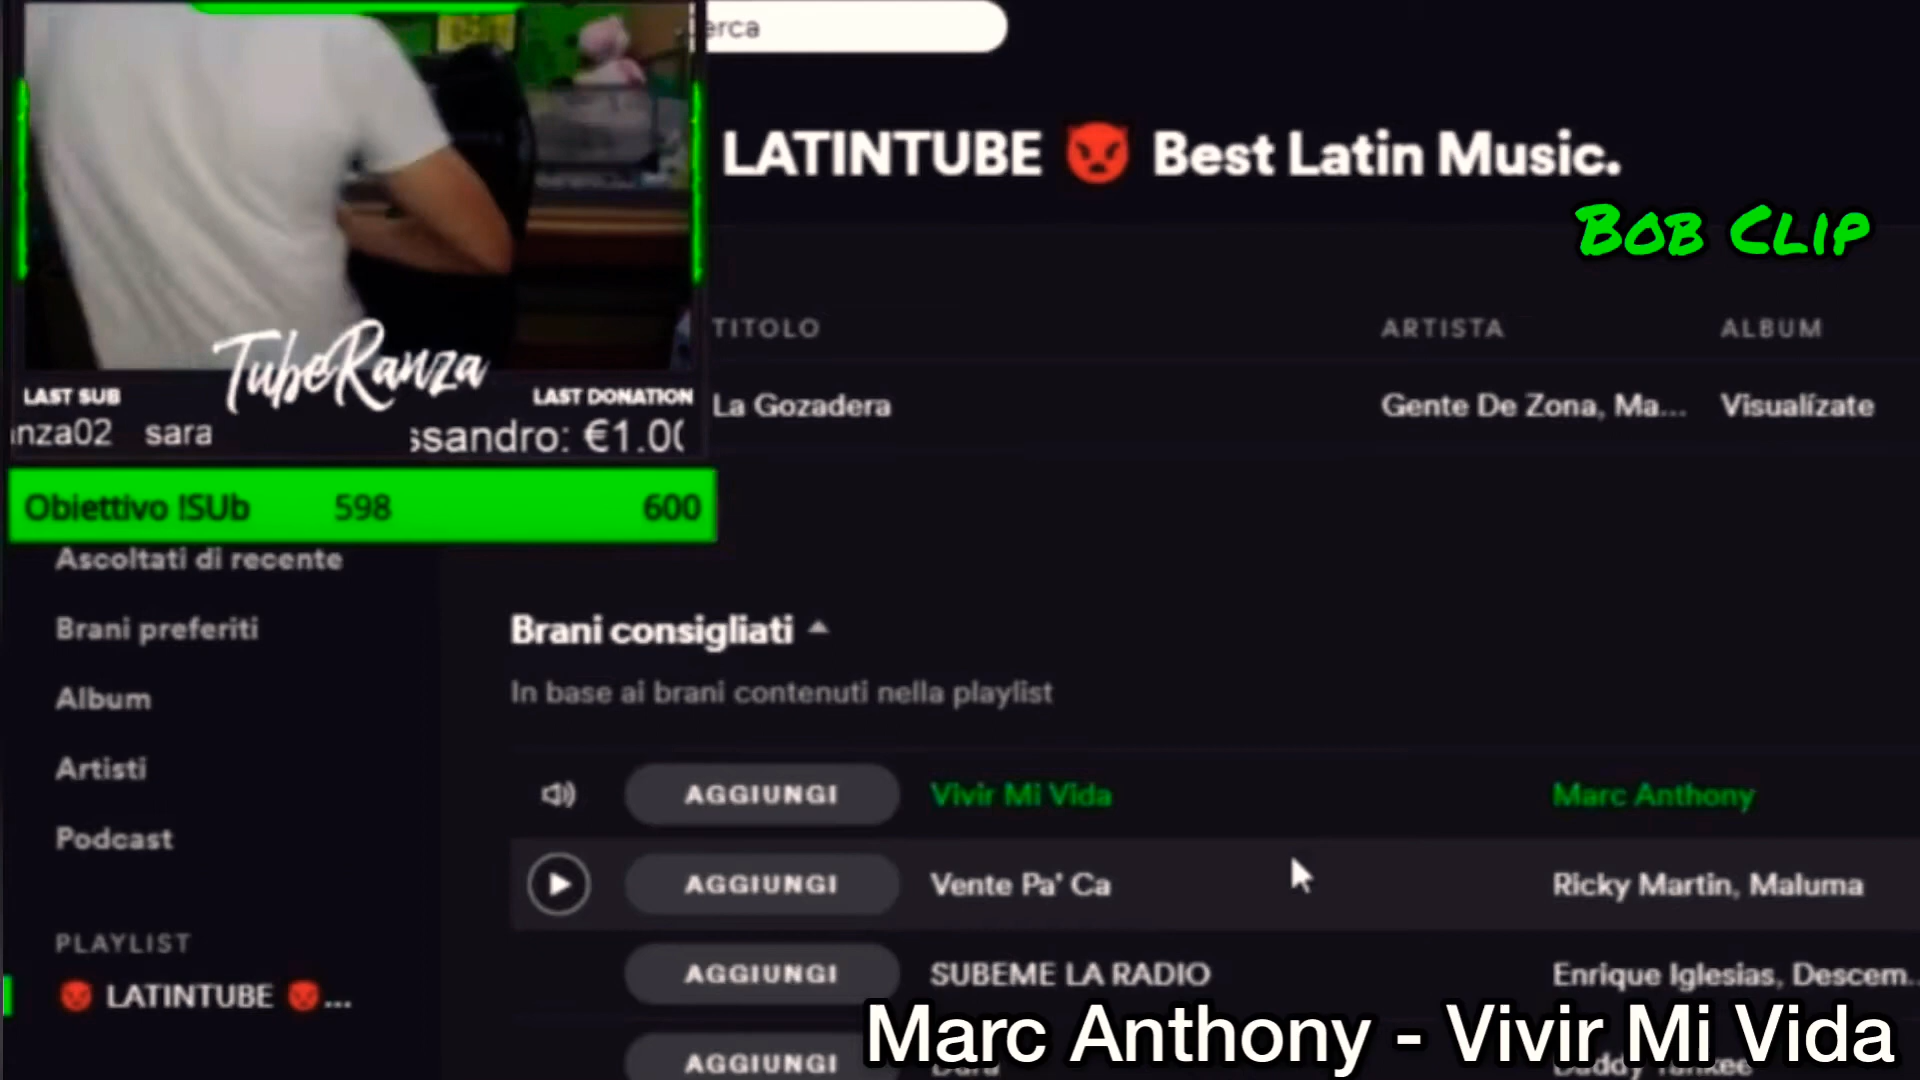 erca
LATINTUBE 👿 Best Latin Music.
Bob Clip
TITOLO ARTISTA ALBUM
TubeRanza
LAST SUB LAST DONATION
nza02 sara ssandro: €1.00
La Gozadera Gente De Zona, Ma... Visualízate
Obiettivo !SUb 598 600
Ascoltati di recente
Brani preferiti
Album
Artisti
Podcast
PLAYLIST
LATINTUBE ...
Brani consigliati
In base ai brani contenuti nella playlist
AGGIUNGI Vivir Mi Vida Marc Anthony
AGGIUNGI Vente Pa' Ca Ricky Martin, Maluma
AGGIUNGI SUBEME LA RADIO Enrique Iglesias, Descem...
AGGIUNGI
Marc Anthony - Vivir Mi Vida